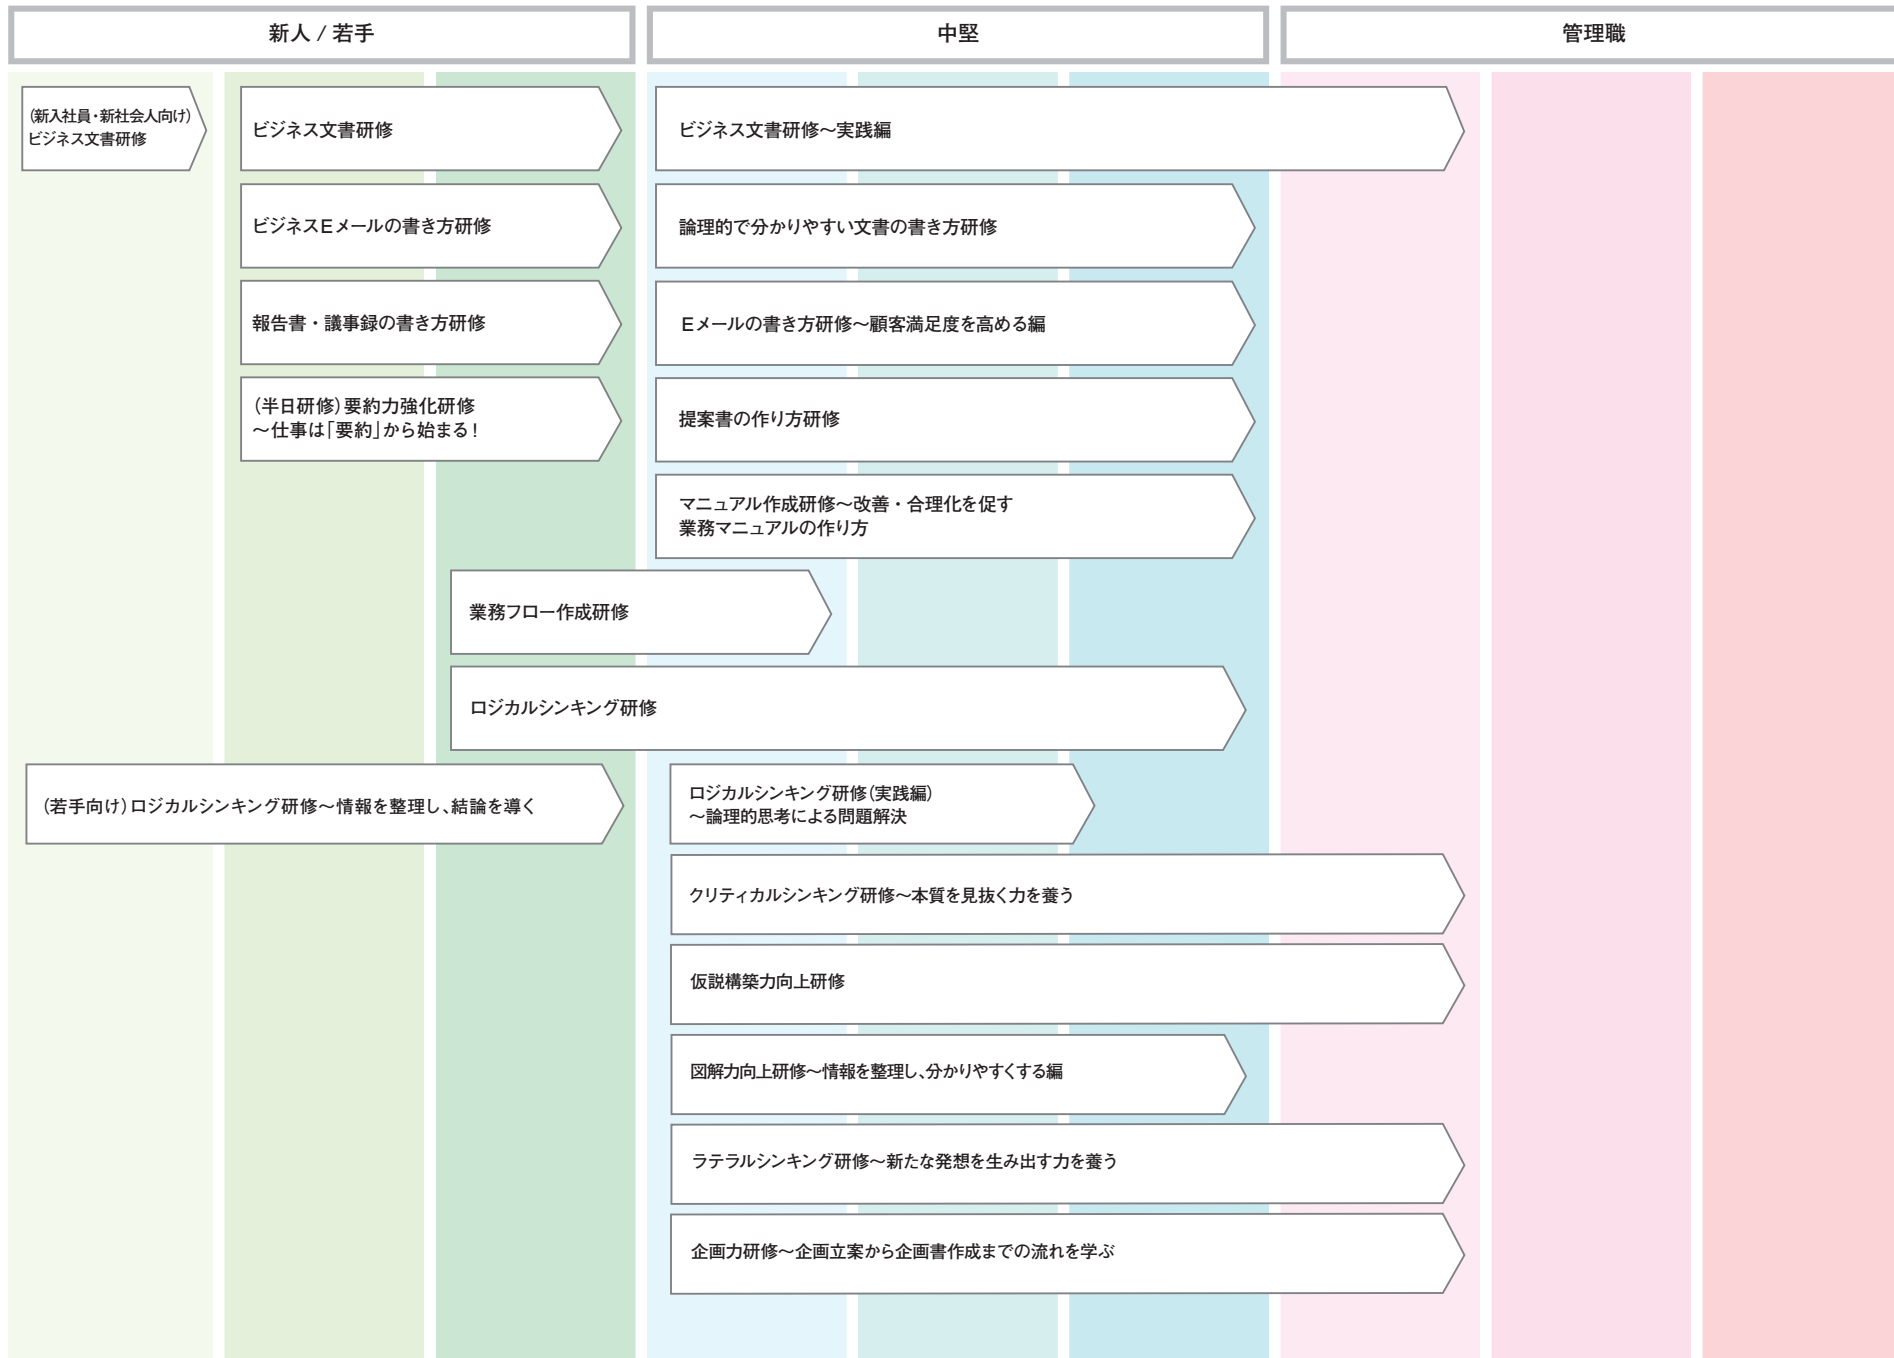 新人 / 若手
中堅
管理職
(新入社員・新社会人向け)
ビジネス文書研修
ビジネス文書研修
ビジネス文書研修～実践編
ビジネスEメールの書き方研修
論理的で分かりやすい文書の書き方研修
報告書・議事録の書き方研修
Eメールの書き方研修～顧客満足度を高める編
(半日研修)要約力強化研修
～仕事は「要約」から始まる!
提案書の作り方研修
マニュアル作成研修～改善・合理化を促す
業務マニュアルの作り方
業務フロー作成研修
ロジカルシンキング研修
(若手向け)ロジカルシンキング研修～情報を整理し、結論を導く
ロジカルシンキング研修(実践編)
～論理的思考による問題解決
クリティカルシンキング研修～本質を見抜く力を養う
仮説構築力向上研修
図解力向上研修～情報を整理し、分かりやすくする編
ラテラルシンキング研修～新たな発想を生み出す力を養う
企画力研修～企画立案から企画書作成までの流れを学ぶ